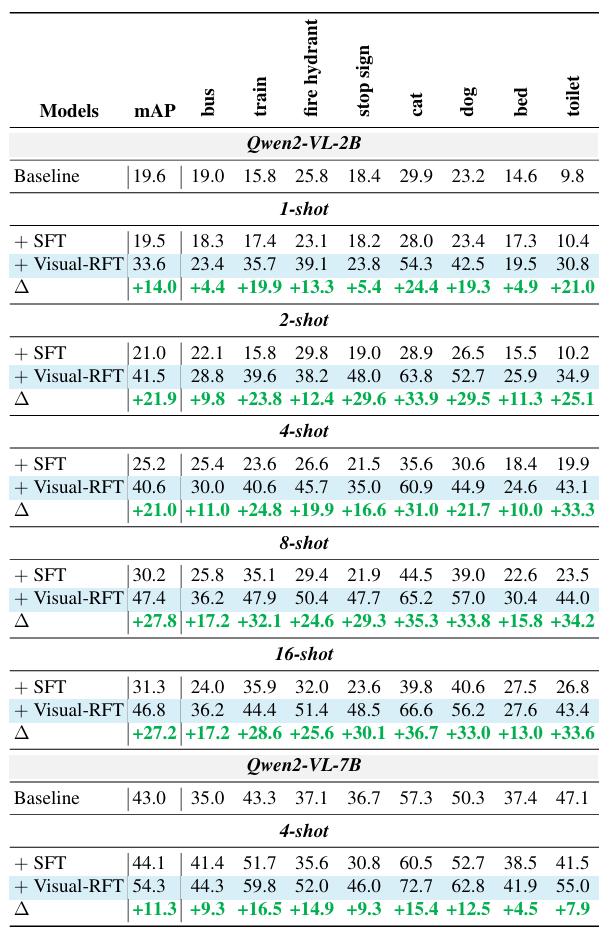 Models mAP bus train fire hydrant stop sign cat dog bed toilet
Qwen2-VL-2B
Baseline 19.6 19.0 15.8 25.8 18.4 29.9 23.2 14.6 9.8
1-shot
+ SFT 19.5 18.3 17.4 23.1 18.2 28.0 23.4 17.3 10.4
+ Visual-RFT 33.6 23.4 35.7 39.1 23.8 54.3 42.5 19.5 30.8
Δ +14.0 +4.4 +19.9 +13.3 +5.4 +24.4 +19.3 +4.9 +21.0
2-shot
+ SFT 21.0 22.1 15.8 29.8 19.0 28.9 26.5 15.5 10.2
+ Visual-RFT 41.5 28.8 39.6 38.2 48.0 63.8 52.7 25.9 34.9
Δ +21.9 +9.8 +23.8 +12.4 +29.6 +33.9 +29.5 +11.3 +25.1
4-shot
+ SFT 25.2 25.4 23.6 26.6 21.5 35.6 30.6 18.4 19.9
+ Visual-RFT 40.6 30.0 40.6 45.7 35.0 60.9 44.9 24.6 43.1
Δ +21.0 +11.0 +24.8 +19.9 +16.6 +31.0 +21.7 +10.0 +33.3
8-shot
+ SFT 30.2 25.8 35.1 29.4 21.9 44.5 39.0 22.6 23.5
+ Visual-RFT 47.4 36.2 47.9 50.4 47.7 65.2 57.0 30.4 44.0
Δ +27.8 +17.2 +32.1 +24.6 +29.3 +35.3 +33.8 +15.8 +34.2
16-shot
+ SFT 31.3 24.0 35.9 32.0 23.6 39.8 40.6 27.5 26.8
+ Visual-RFT 46.8 36.2 44.4 51.4 48.5 66.6 56.2 27.6 43.4
Δ +27.2 +17.2 +28.6 +25.6 +30.1 +36.7 +33.0 +13.0 +33.6
Qwen2-VL-7B
Baseline 43.0 35.0 43.3 37.1 36.7 57.3 50.3 37.4 47.1
4-shot
+ SFT 44.1 41.4 51.7 35.6 30.8 60.5 52.7 38.5 41.5
+ Visual-RFT 54.3 44.3 59.8 52.0 46.0 72.7 62.8 41.9 55.0
Δ +11.3 +9.3 +16.5 +14.9 +9.3 +15.4 +12.5 +4.5 +7.9